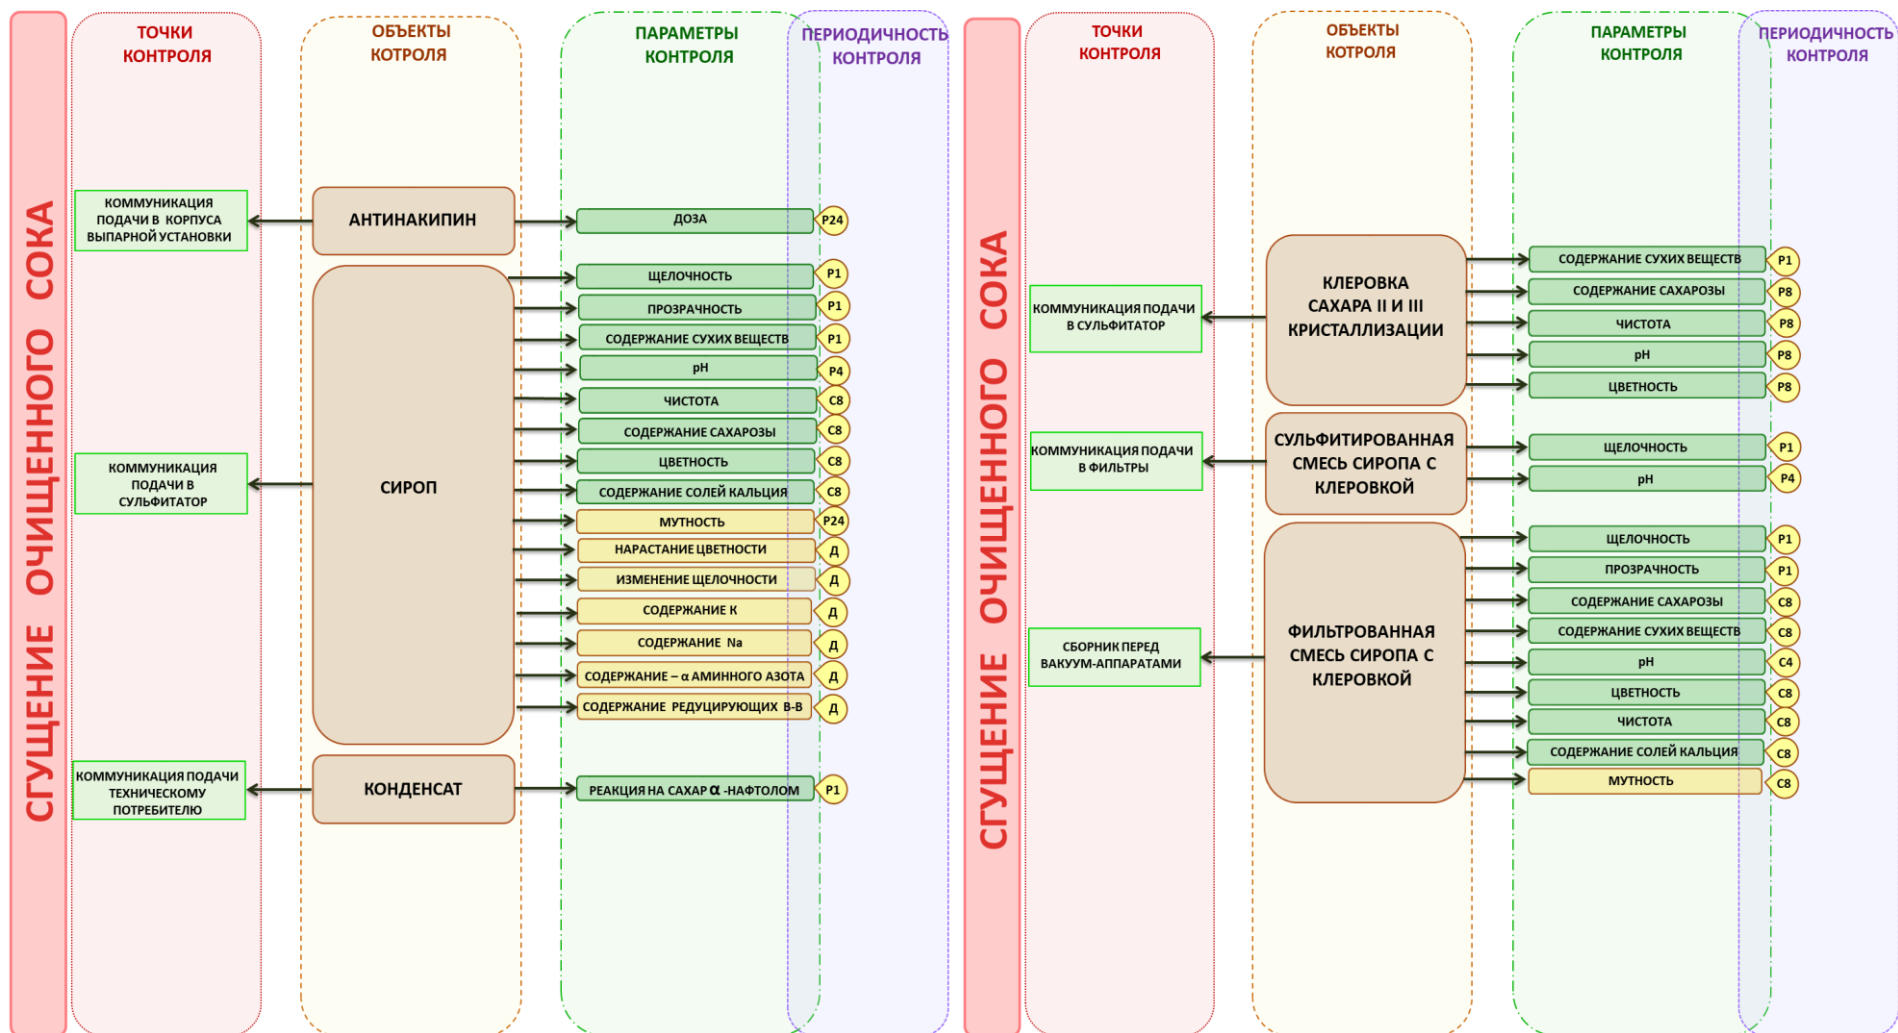 СГУЩЕНИЕ ОЧИЩЕННОГО СОКА
ТОЧКИ
КОНТРОЛЯ
ОБЪЕКТЫ
КОТРОЛЯ
ПАРАМЕТРЫ
КОНТРОЛЯ
ПЕРИОДИЧНОСТЬ
КОНТРОЛЯ
КОММУНИКАЦИЯ
ПОДАЧИ В КОРПУСА
ВЫПАРНОЙ УСТАНОВКИ
АНТИНАКИПИН
ДОЗА
Р24
КОММУНИКАЦИЯ
ПОДАЧИ В
СУЛЬФИТАТОР
СИРОП
ЩЕЛОЧНОСТЬ
Р1
ПРОЗРАЧНОСТЬ
Р1
СОДЕРЖАНИЕ СУХИХ ВЕЩЕСТВ
Р1
рН
Р4
ЧИСТОТА
С8
СОДЕРЖАНИЕ САХАРОЗЫ
С8
ЦВЕТНОСТЬ
С8
СОДЕРЖАНИЕ СОЛЕЙ КАЛЬЦИЯ
С8
МУТНОСТЬ
Р24
НАРАСТАНИЕ ЦВЕТНОСТИ
Д
ИЗМЕНЕНИЕ ЩЕЛОЧНОСТИ
Д
СОДЕРЖАНИЕ К
Д
СОДЕРЖАНИЕ Na
Д
СОДЕРЖАНИЕ – α АМИННОГО АЗОТА
Д
СОДЕРЖАНИЕ РЕДУЦИРУЮЩИХ В-В
Д
КОММУНИКАЦИЯ ПОДАЧИ
ТЕХНИЧЕСКОМУ
ПОТРЕБИТЕЛЮ
КОНДЕНСАТ
РЕАКЦИЯ НА САХАР α -НАФТОЛОМ
Р1
СГУЩЕНИЕ ОЧИЩЕННОГО СОКА
ТОЧКИ
КОНТРОЛЯ
ОБЪЕКТЫ
КОТРОЛЯ
ПАРАМЕТРЫ
КОНТРОЛЯ
ПЕРИОДИЧНОСТЬ
КОНТРОЛЯ
КОММУНИКАЦИЯ ПОДАЧИ
В СУЛЬФИТАТОР
КЛЕРОВКА
САХАРА II И III
КРИСТАЛЛИЗАЦИИ
СОДЕРЖАНИЕ СУХИХ ВЕЩЕСТВ
Р1
СОДЕРЖАНИЕ САХАРОЗЫ
Р8
ЧИСТОТА
Р8
рН
Р8
ЦВЕТНОСТЬ
Р8
КОММУНИКАЦИЯ ПОДАЧИ
В ФИЛЬТРЫ
СУЛЬФИТИРОВАННАЯ
СМЕСЬ СИРОПА С
КЛЕРОВКОЙ
ЩЕЛОЧНОСТЬ
Р1
рН
Р4
СБОРНИК ПЕРЕД
ВАКУУМ-АППАРАТАМИ
ФИЛЬТРОВАННАЯ
СМЕСЬ СИРОПА С
КЛЕРОВКОЙ
ЩЕЛОЧНОСТЬ
Р1
ПРОЗРАЧНОСТЬ
Р1
СОДЕРЖАНИЕ САХАРОЗЫ
С8
СОДЕРЖАНИЕ СУХИХ ВЕЩЕСТВ
С8
рН
С4
ЦВЕТНОСТЬ
С8
ЧИСТОТА
С8
СОДЕРЖАНИЕ СОЛЕЙ КАЛЬЦИЯ
С8
МУТНОСТЬ
С8